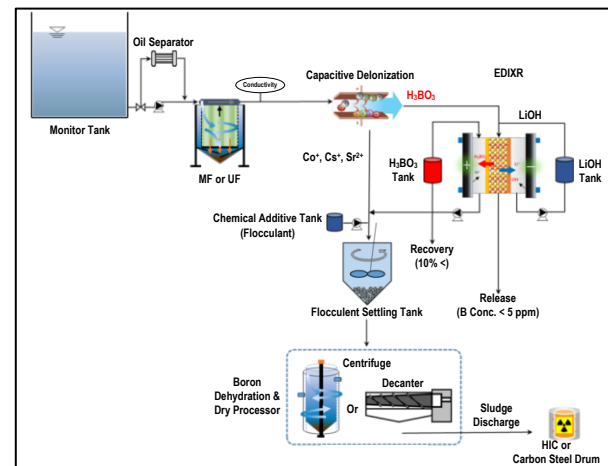 Oil Separator
Monitor Tank
MF or UF
Conductivity
Capacitive Delonization
H₃BO₃
EDIXR
LiOH
H₃BO₃
Tank
LiOH
Tank
+
−
Co⁺, Cs⁺, Sr²⁺
Chemical Additive Tank
(Flocculant)
Recovery
(10% <)
Release
(B Conc. < 5 ppm)
Flocculent Settling Tank
Centrifuge
Boron
Dehydration &
Dry Processor
Or
Decanter
Sludge
Discharge
HIC or
Carbon Steel Drum